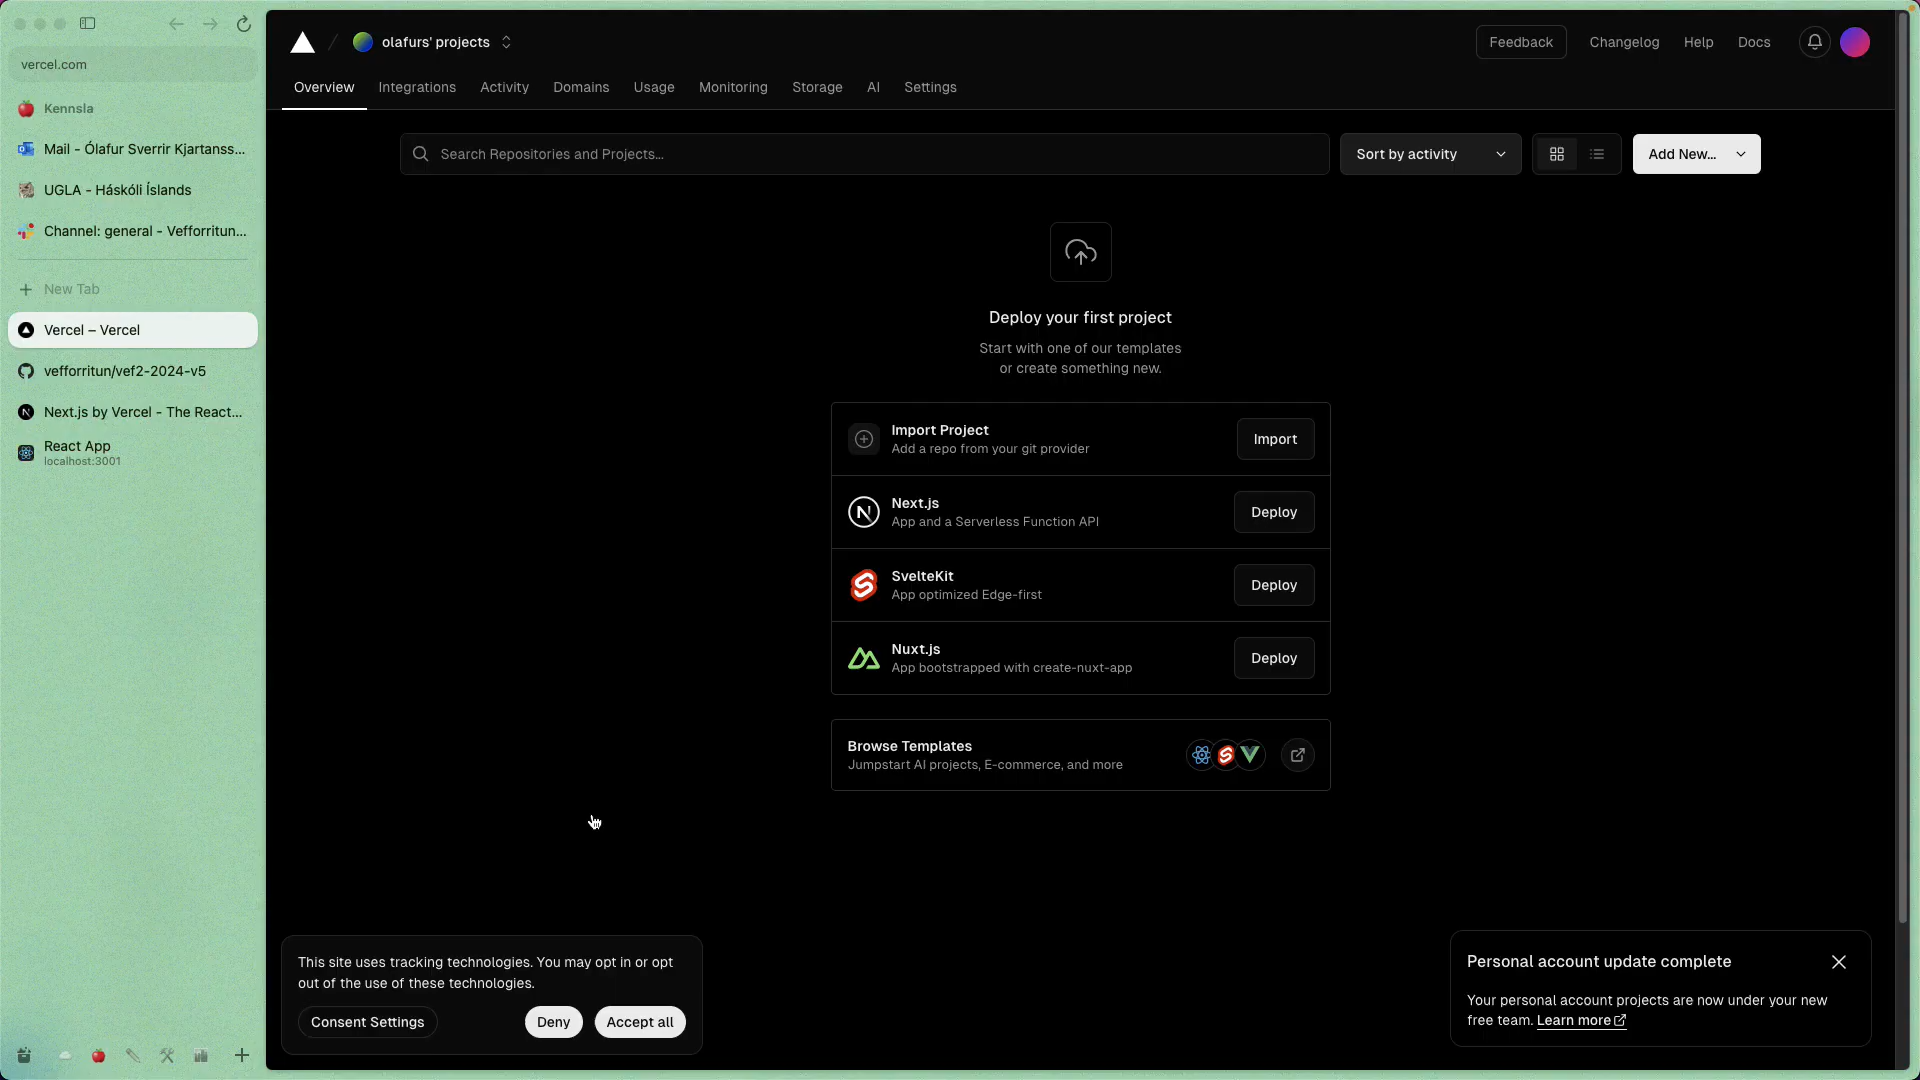 vercel.com
Kennsla
Mail - Ólafur Sverrir Kjartanss...
UGLA - Háskóli Íslands
Channel: general - Vefforritun...
New Tab
Vercel – Vercel
vefforritun/vef2-2024-v5
Next.js by Vercel - The React...
React App
localhost:3001
olafurs' projects
Feedback
Changelog
Help
Docs
Overview
Integrations
Activity
Domains
Usage
Monitoring
Storage
AI
Settings
Search Repositories and Projects...
Sort by activity
Add New...
Deploy your first project
Start with one of our templates
or create something new.
Import Project
Add a repo from your git provider
Import
Next.js
App and a Serverless Function API
Deploy
SvelteKit
App optimized Edge-first
Deploy
Nuxt.js
App bootstrapped with create-nuxt-app
Deploy
Browse Templates
Jumpstart AI projects, E-commerce, and more
This site uses tracking technologies. You may opt in or opt
out of the use of these technologies.
Consent Settings
Deny
Accept all
Personal account update complete
Your personal account projects are now under your new
free team. Learn more